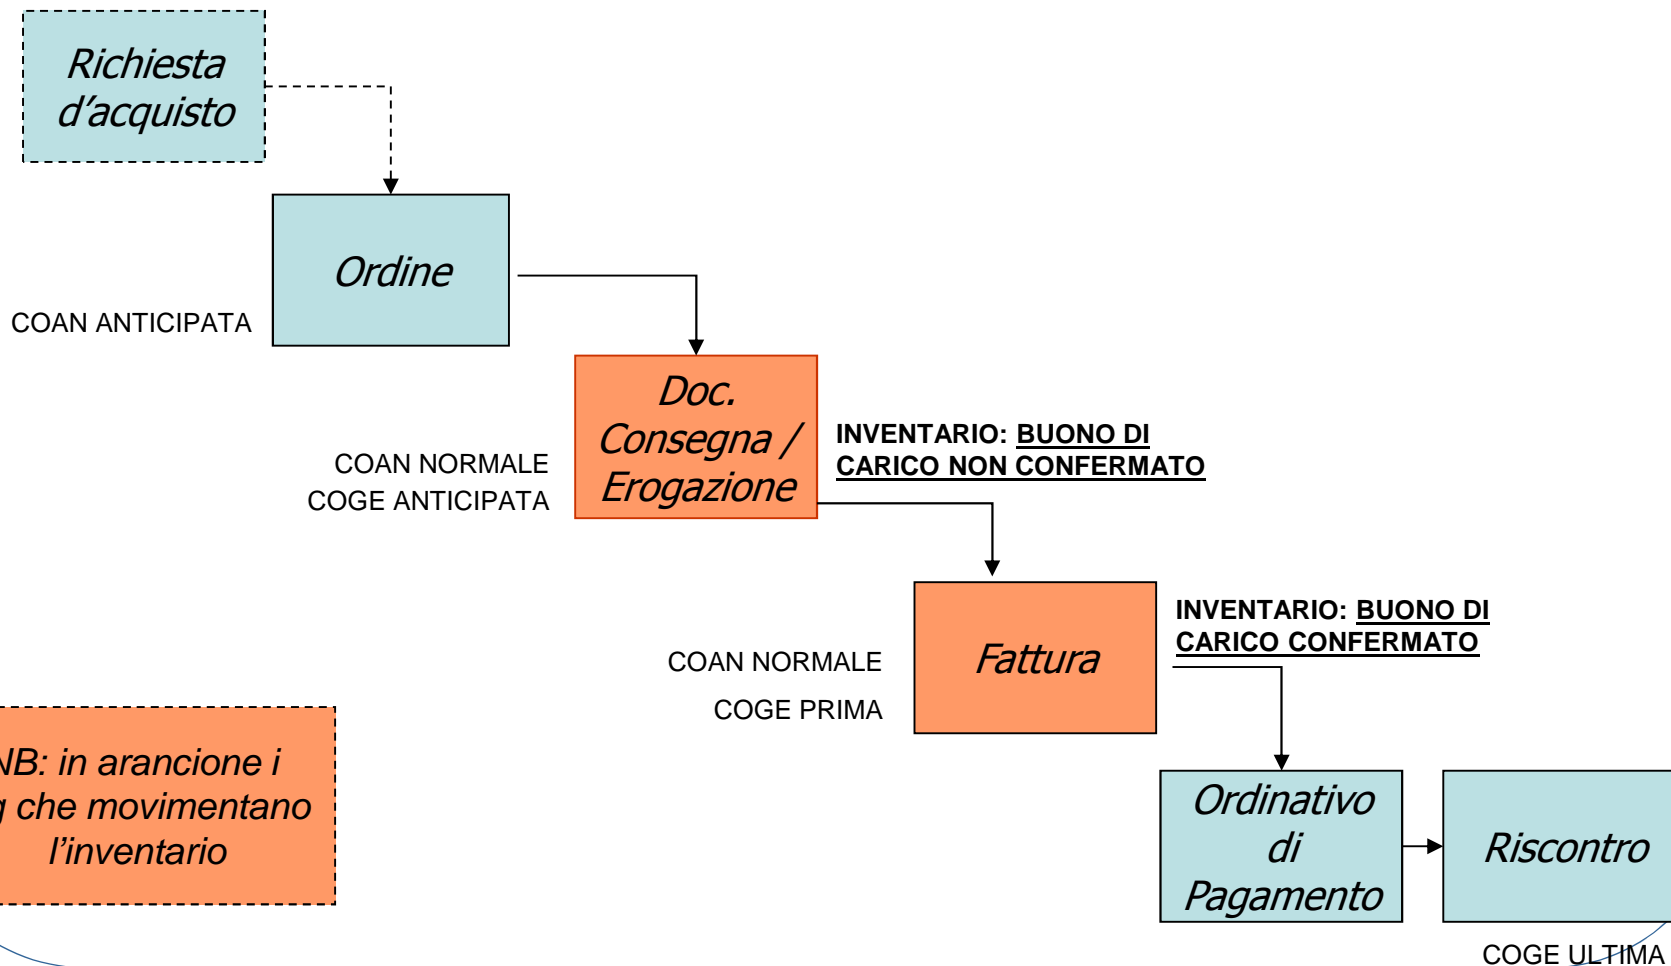 Richiesta
d'acquisto
Ordine
COAN ANTICIPATA
Doc.
Consegna /
Erogazione
COAN NORMALE
COGE ANTICIPATA
INVENTARIO: BUONO DI
CARICO NON CONFERMATO
Fattura
COAN NORMALE
COGE PRIMA
INVENTARIO: BUONO DI
CARICO CONFERMATO
NB: in arancione i
che movimentano
l'inventario
Ordinativo
di
Pagamento
Riscontro
COGE ULTIMA